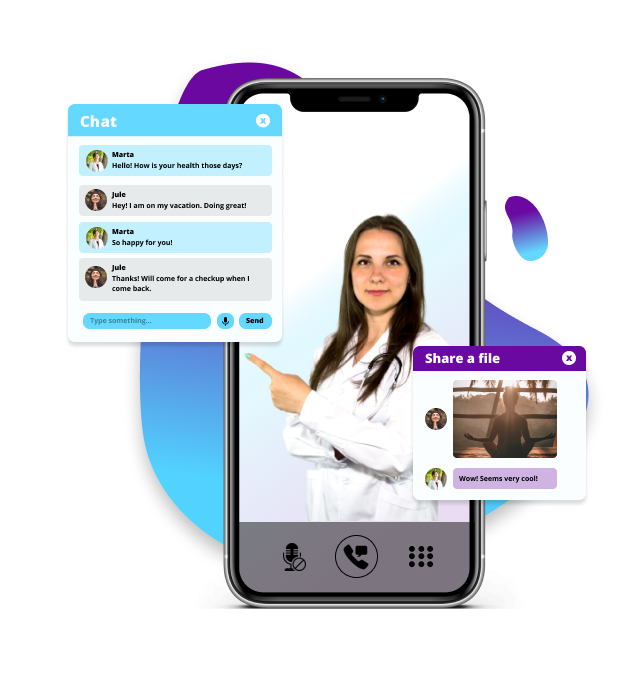 Chat
x
Marta
Hello! How is your health those days?
Jule
Hey! I am on my vacation. Doing great!
Marta
So happy for you!
Jule
Thanks! Will come for a checkup when I
come back.
Type something...
Send
Share a file
x
Wow! Seems very cool!